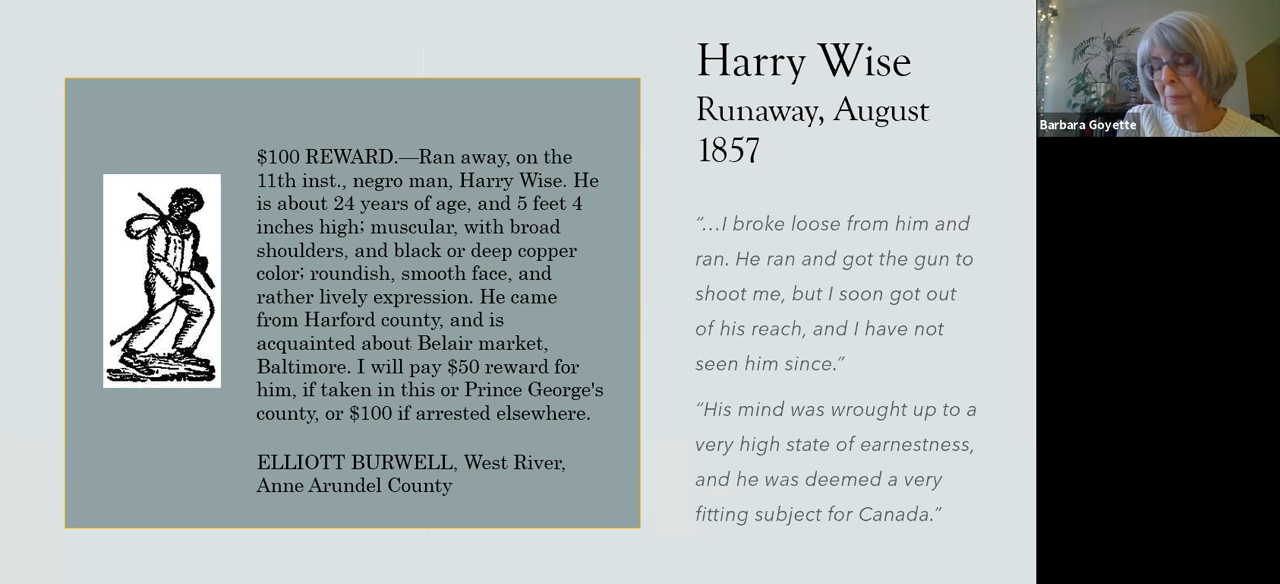 $100 REWARD.—Ran away, on the
11th inst., negro man, Harry Wise. He
is about 24 years of age, and 5 feet 4
inches high; muscular, with broad
shoulders, and black or deep copper
color; roundish, smooth face, and
rather lively expression. He came
from Harford county, and is
acquainted about Belair market,
Baltimore. I will pay $50 reward for
him, if taken in this or Prince George's
county, or $100 if arrested elsewhere.
ELLIOTT BURWELL, West River,
Anne Arundel County
Harry Wise
Runaway, August
1857
“…I broke loose from him and
ran. He ran and got the gun to
shoot me, but I soon got out
of his reach, and I have not
seen him since.”
“His mind was wrought up to a
very high state of earnestness,
and he was deemed a very
fitting subject for Canada.”
Barbara Goyette